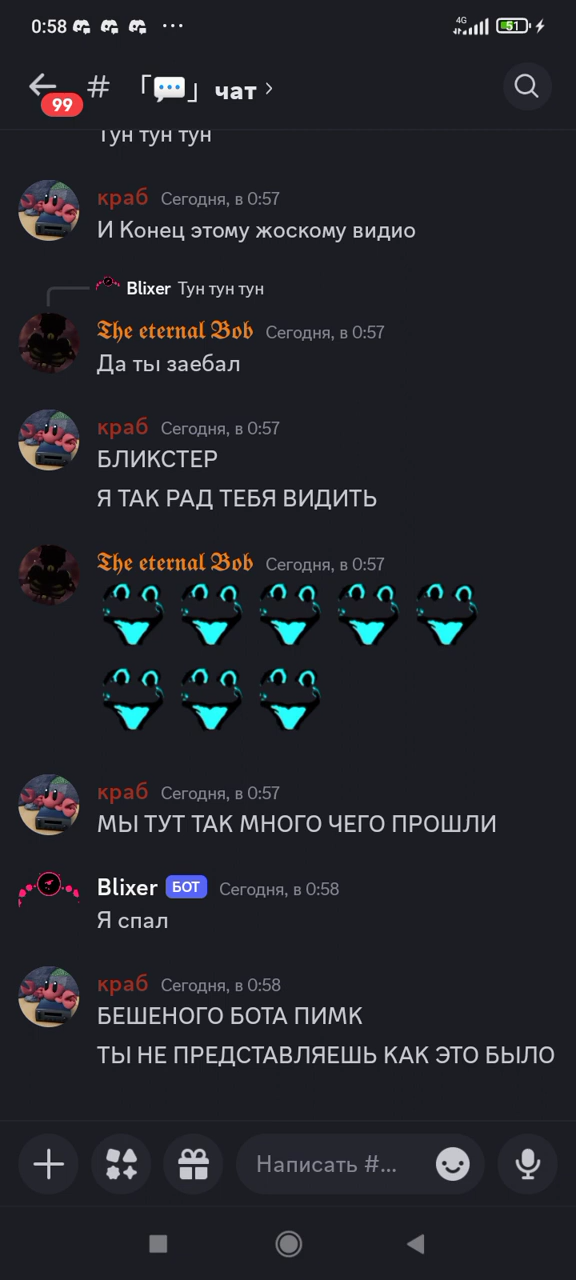 0:58 ...
4G 51
99
# 「💬」 чат ›
Тун тун тун
краб Сегодня, в 0:57
И Конец этому жоскому видио
Blixer Тун тун тун
The eternal Bob Сегодня, в 0:57
Да ты заебал
краб Сегодня, в 0:57
БЛИКСТЕР
Я ТАК РАД ТЕБЯ ВИДИТЬ
The eternal Bob Сегодня, в 0:57
краб Сегодня, в 0:57
МЫ ТУТ ТАК МНОГО ЧЕГО ПРОШЛИ
Blixer БОТ Сегодня, в 0:58
Я спал
краб Сегодня, в 0:58
БЕШЕНОГО БОТА ПИМК
ТЫ НЕ ПРЕДСТАВЛЯЕШЬ КАК ЭТО БЫЛО
Написать #...